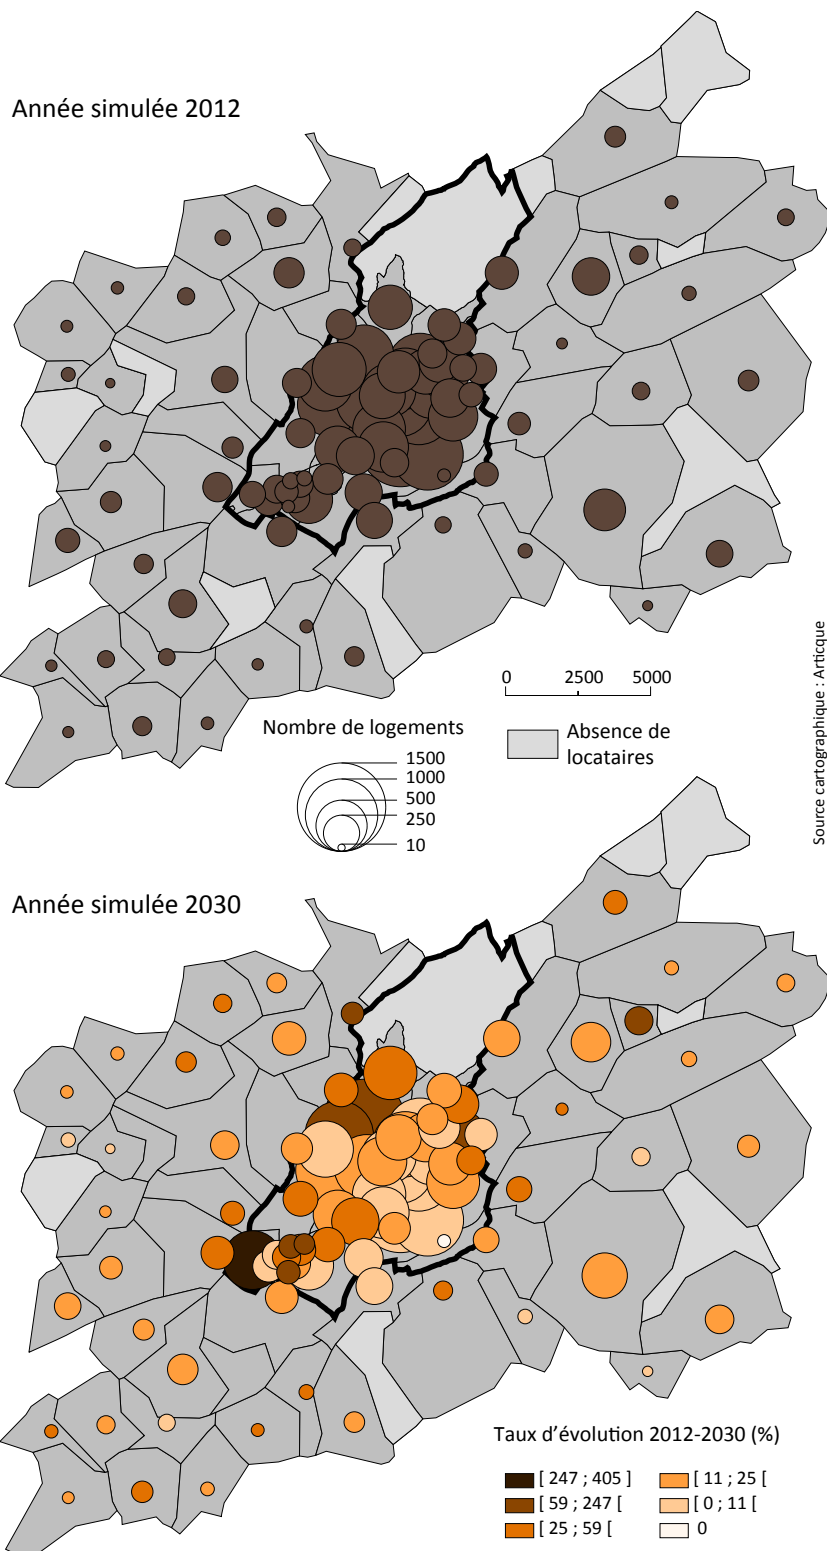 Année simulée 2012
0 2500 5000
Nombre de logements
1500
1000
500
250
10
Absence de
locataires
Source cartographique : Articque
Année simulée 2030
Taux d'évolution 2012-2030 (%)
[ 247 ; 405 ]
[ 59 ; 247 [
[ 25 ; 59 [
[ 11 ; 25 [
[ 0 ; 11 [
0